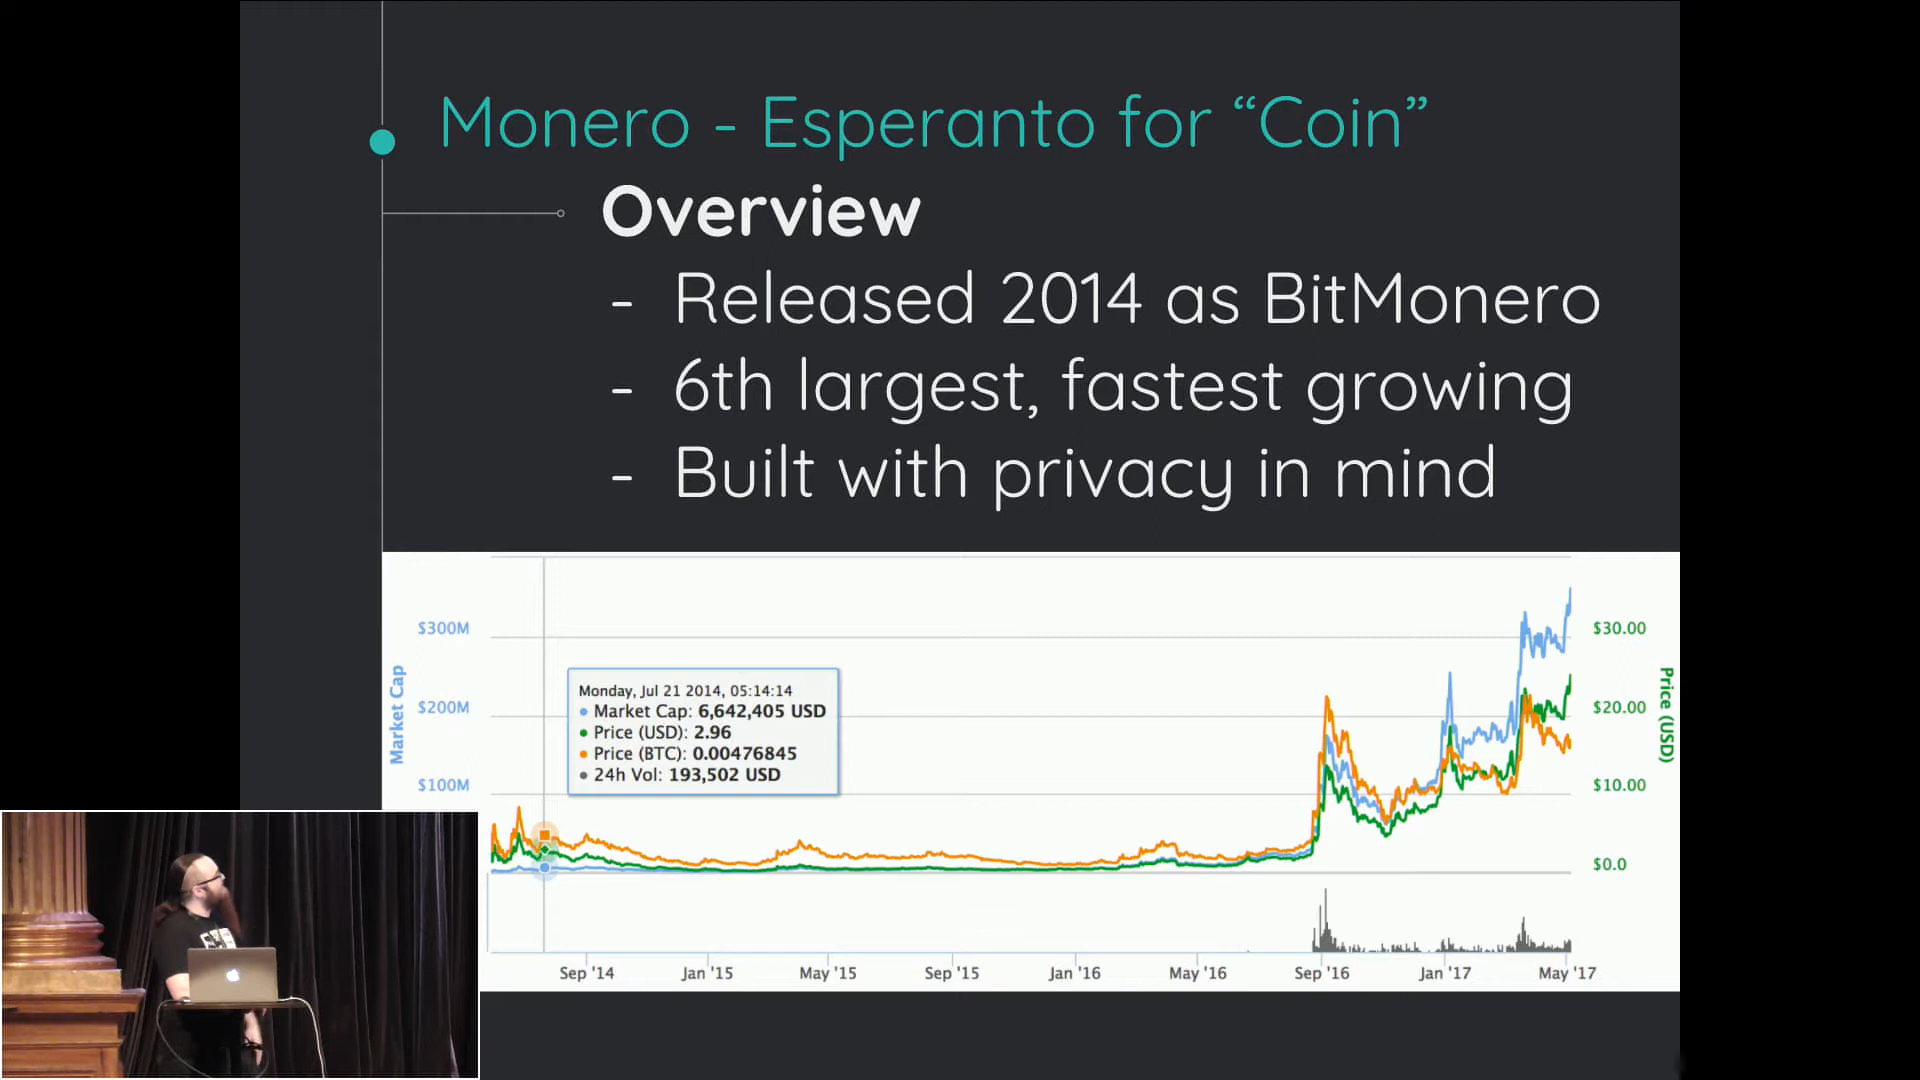 Monero - Esperanto for “Coin”
Overview
- Released 2014 as BitMonero
- 6th largest, fastest growing
- Built with privacy in mind
Market Cap
$300M
$200M
$100M
Monday, Jul 21 2014, 05:14:14
Market Cap: 6,642,405 USD
Price (USD): 2.96
Price (BTC): 0.00476845
24h Vol: 193,502 USD
$30.00
$20.00
$10.00
$0.0
Price (USD)
Sep '14 Jan '15 May '15 Sep '15 Jan '16 May '16 Sep '16 Jan '17 May '17